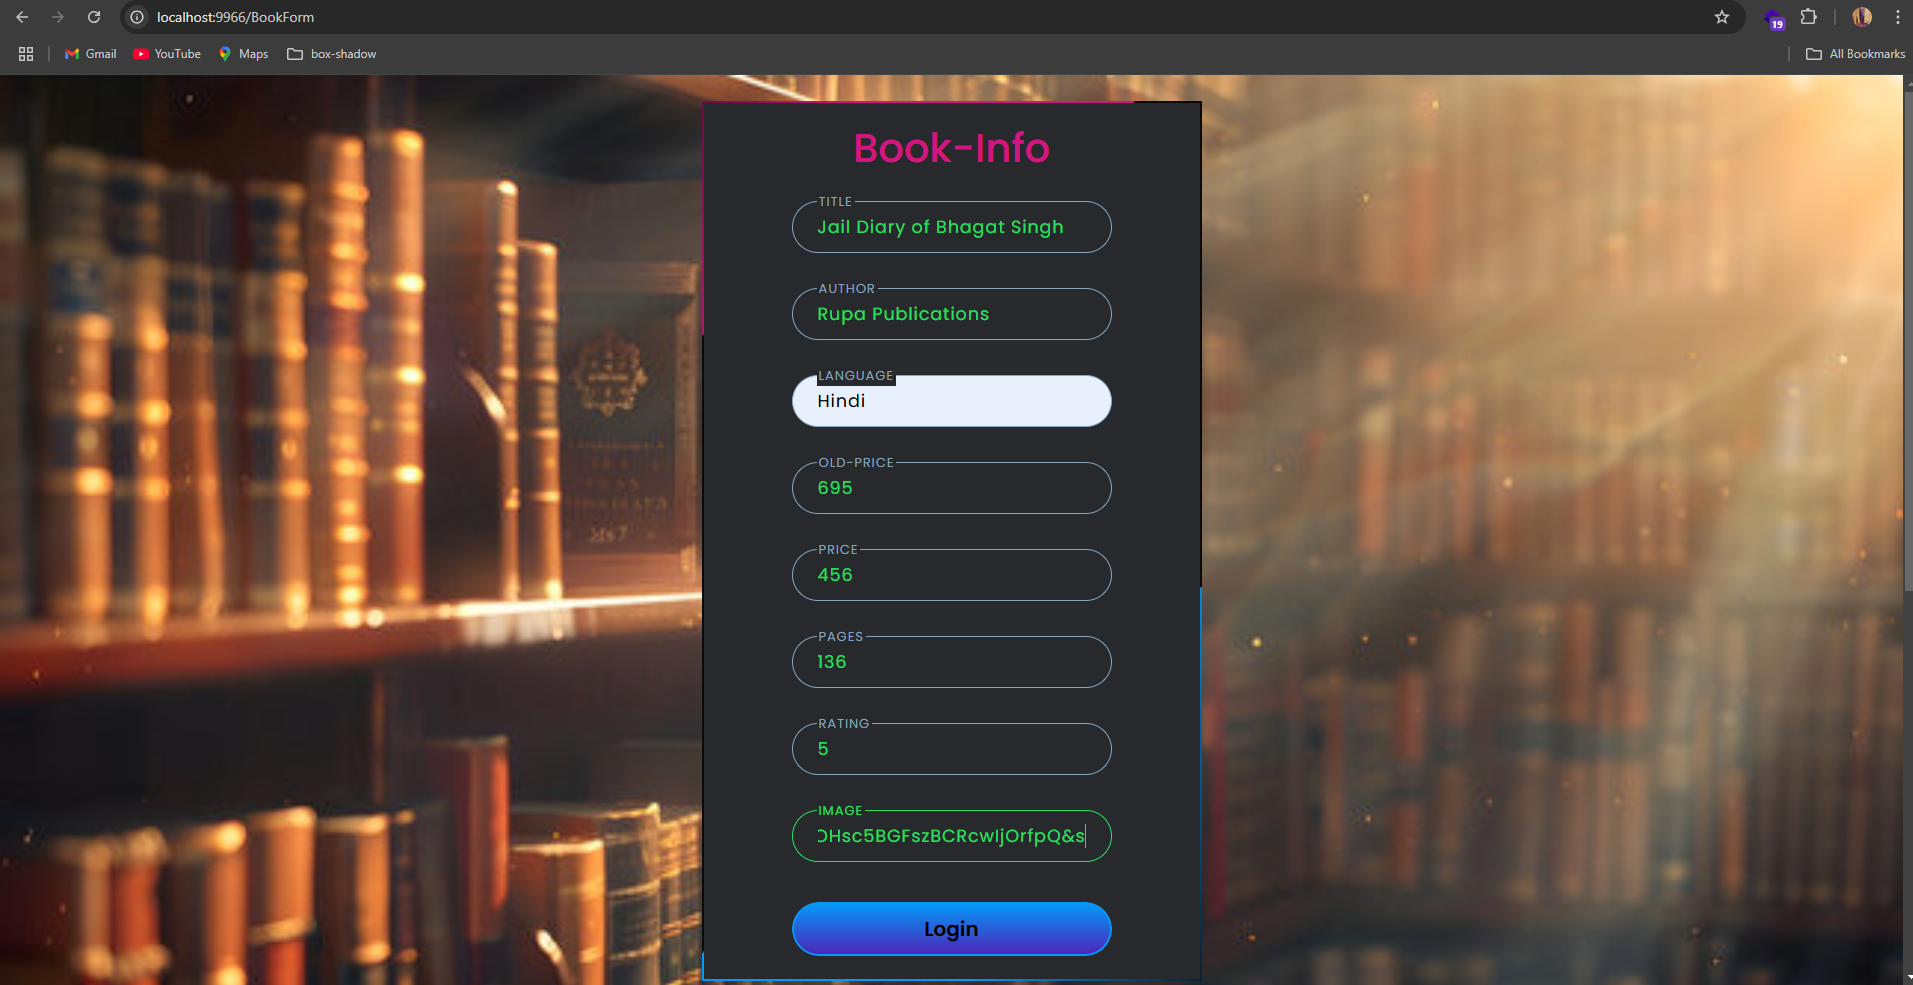 localhost:9966/BookForm
19
Gmail
YouTube
Maps
box-shadow
All Bookmarks
Book-Info
TITLE
Jail Diary of Bhagat Singh
AUTHOR
Rupa Publications
LANGUAGE
Hindi
OLD-PRICE
695
PRICE
456
PAGES
136
RATING
5
IMAGE
OHsc5BGFszBCRcwIjOrfpQ&s
Login